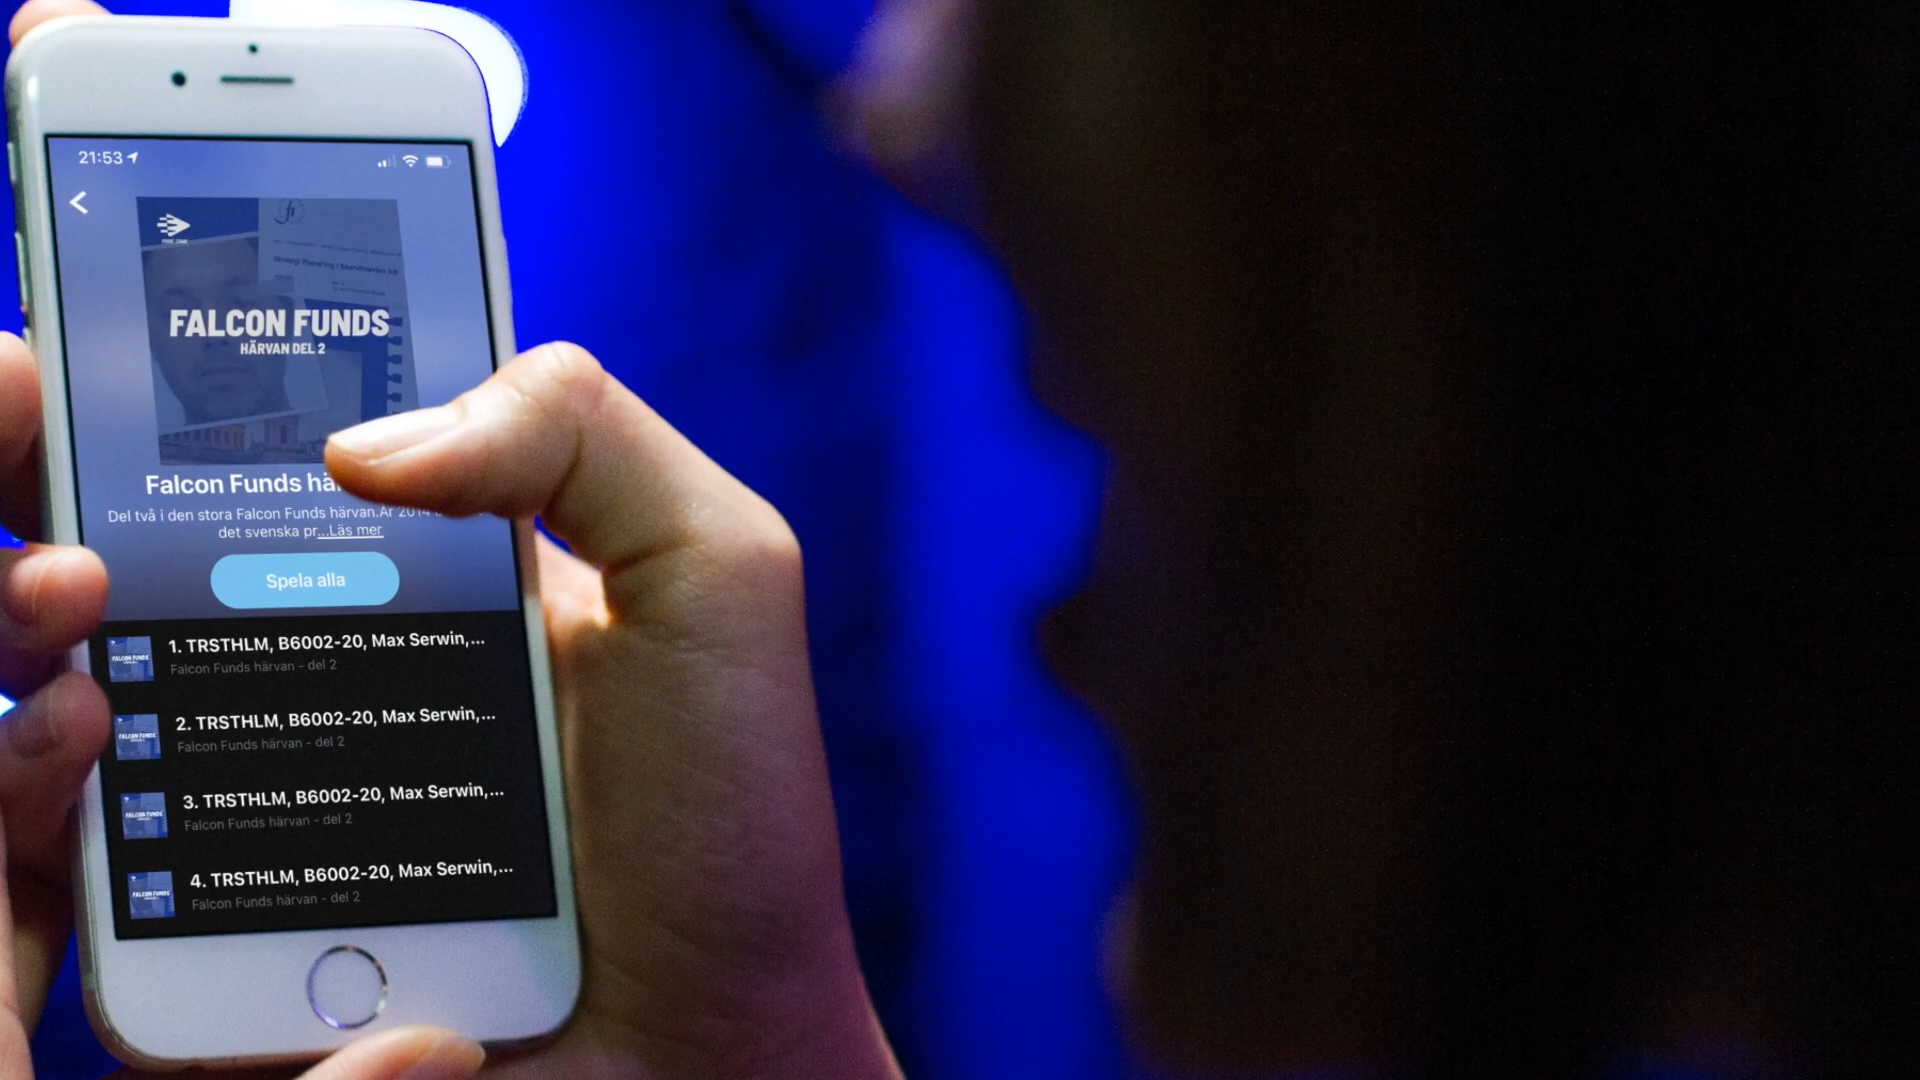 21:53
FALCON FUNDS
HÄRVAN DEL 2
Falcon Funds
Del två i den stora Falcon Funds härvan.År 2014
det svenska pr...Läs mer
Spela alla
1. TRSTHLM, B6002-20, Max Serwin,...
Falcon Funds härvan - del 2
2. TRSTHLM, B6002-20, Max Serwin,...
Falcon Funds härvan - del 2
3. TRSTHLM, B6002-20, Max Serwin,...
Falcon Funds härvan - del 2
4. TRSTHLM, B6002-20, Max Serwin,...
Falcon Funds härvan - del 2